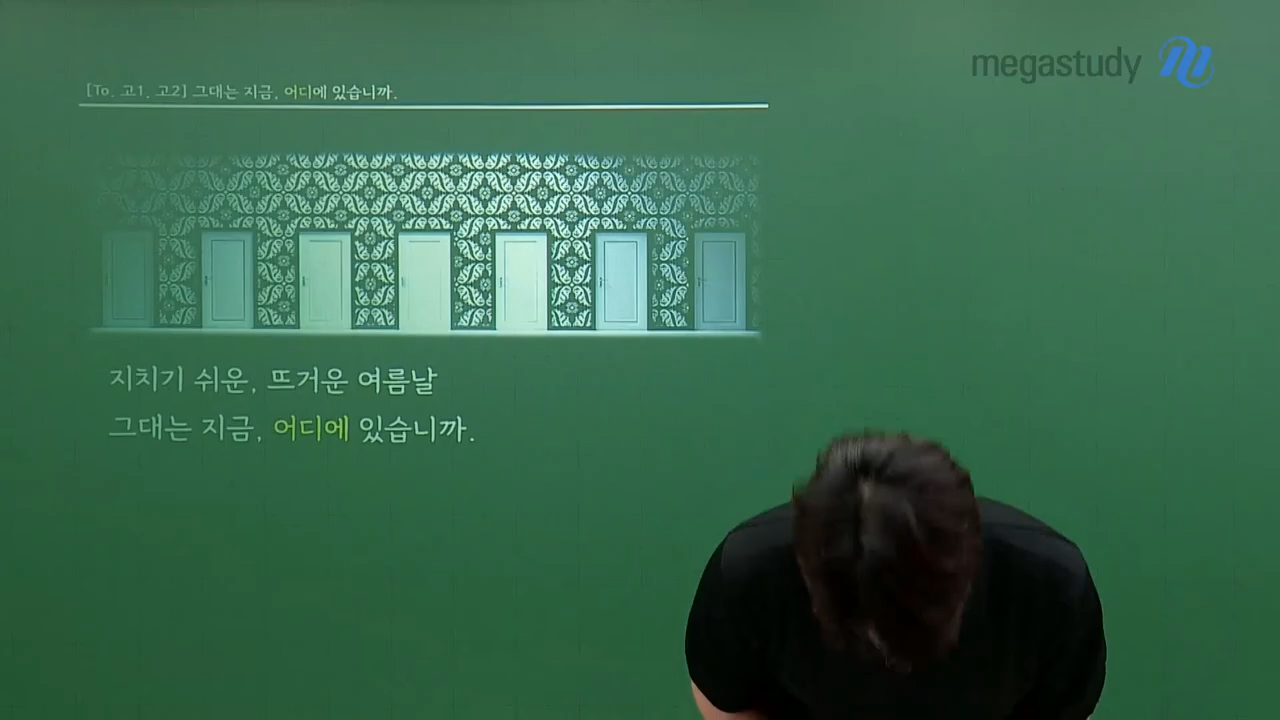 megastudy
[To. 고1, 고2] 그대는 지금, 어디에 있습니까.
지치기 쉬운, 뜨거운 여름날
그대는 지금, 어디에 있습니까.